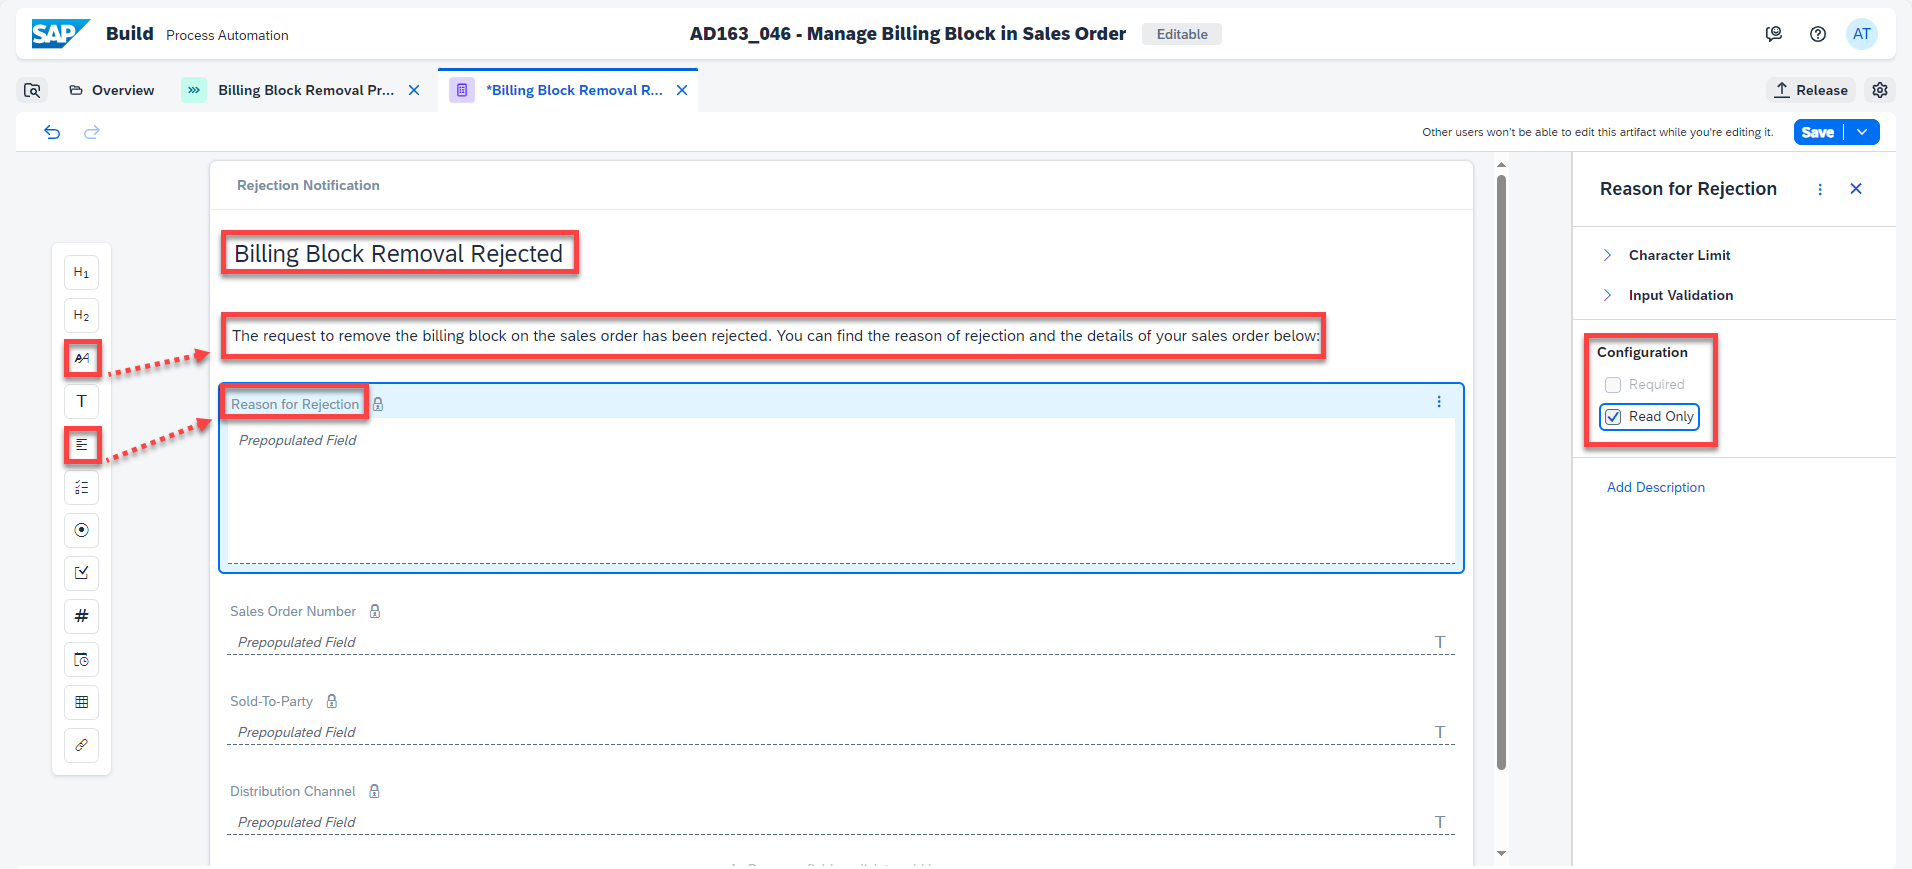 SAP Build Process Automation
AD163_046 - Manage Billing Block in Sales Order Editable
AT
Overview
Billing Block Removal Pr...
*Billing Block Removal R...
Release
Other users won't be able to edit this artifact while you're editing it.
Save
Rejection Notification
Billing Block Removal Rejected
The request to remove the billing block on the sales order has been rejected. You can find the reason of rejection and the details of your sales order below:
H1
H2
AA
T
#
Reason for Rejection
Prepopulated Field
Sales Order Number
Prepopulated Field T
Sold-To-Party
Prepopulated Field T
Distribution Channel
Prepopulated Field T
Reason for Rejection
Character Limit
Input Validation
Configuration
Required
Read Only
Add Description